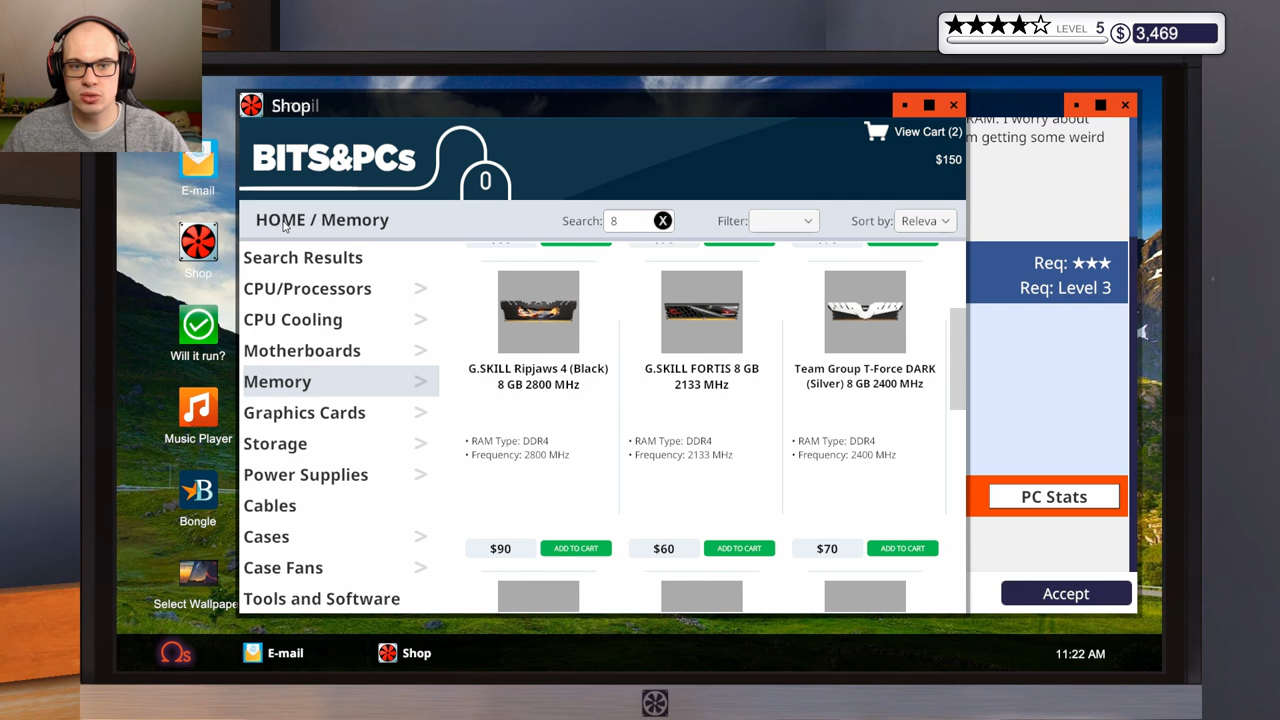 LEVEL 5 $ 3,469
Shop
BITS&PCs
View Cart (2)
$150
HOME / Memory
Search: 8 X
Filter:
Sort by: Releva
Search Results
CPU/Processors >
CPU Cooling >
Motherboards >
Memory >
Graphics Cards >
Storage >
Power Supplies >
Cables
Cases >
Case Fans >
Tools and Software
G.SKILL Ripjaws 4 (Black)
8 GB 2800 MHz
• RAM Type: DDR4
• Frequency: 2800 MHz
$90 ADD TO CART
G.SKILL FORTIS 8 GB
2133 MHz
• RAM Type: DDR4
• Frequency: 2133 MHz
$60 ADD TO CART
Team Group T-Force DARK
(Silver) 8 GB 2400 MHz
• RAM Type: DDR4
• Frequency: 2400 MHz
$70 ADD TO CART
RAM. I worry about
m getting some weird
Req: ★★★
Req: Level 3
PC Stats
Accept
E-mail
Shop
Will it run?
Music Player
Bongle
Select Wallpape
E-mail
Shop
11:22 AM